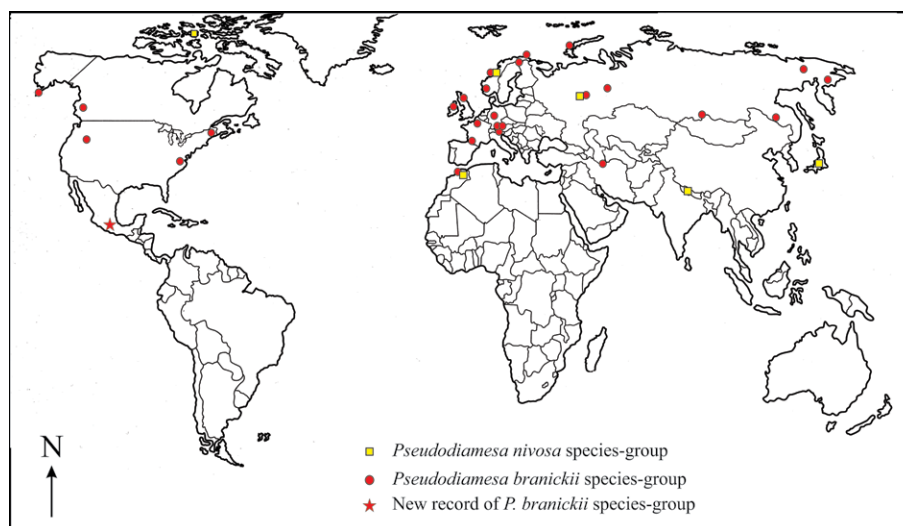 N
Pseudodiamesa nivosa species-group
Pseudodiamesa branickii species-group
New record of P. branickii species-group